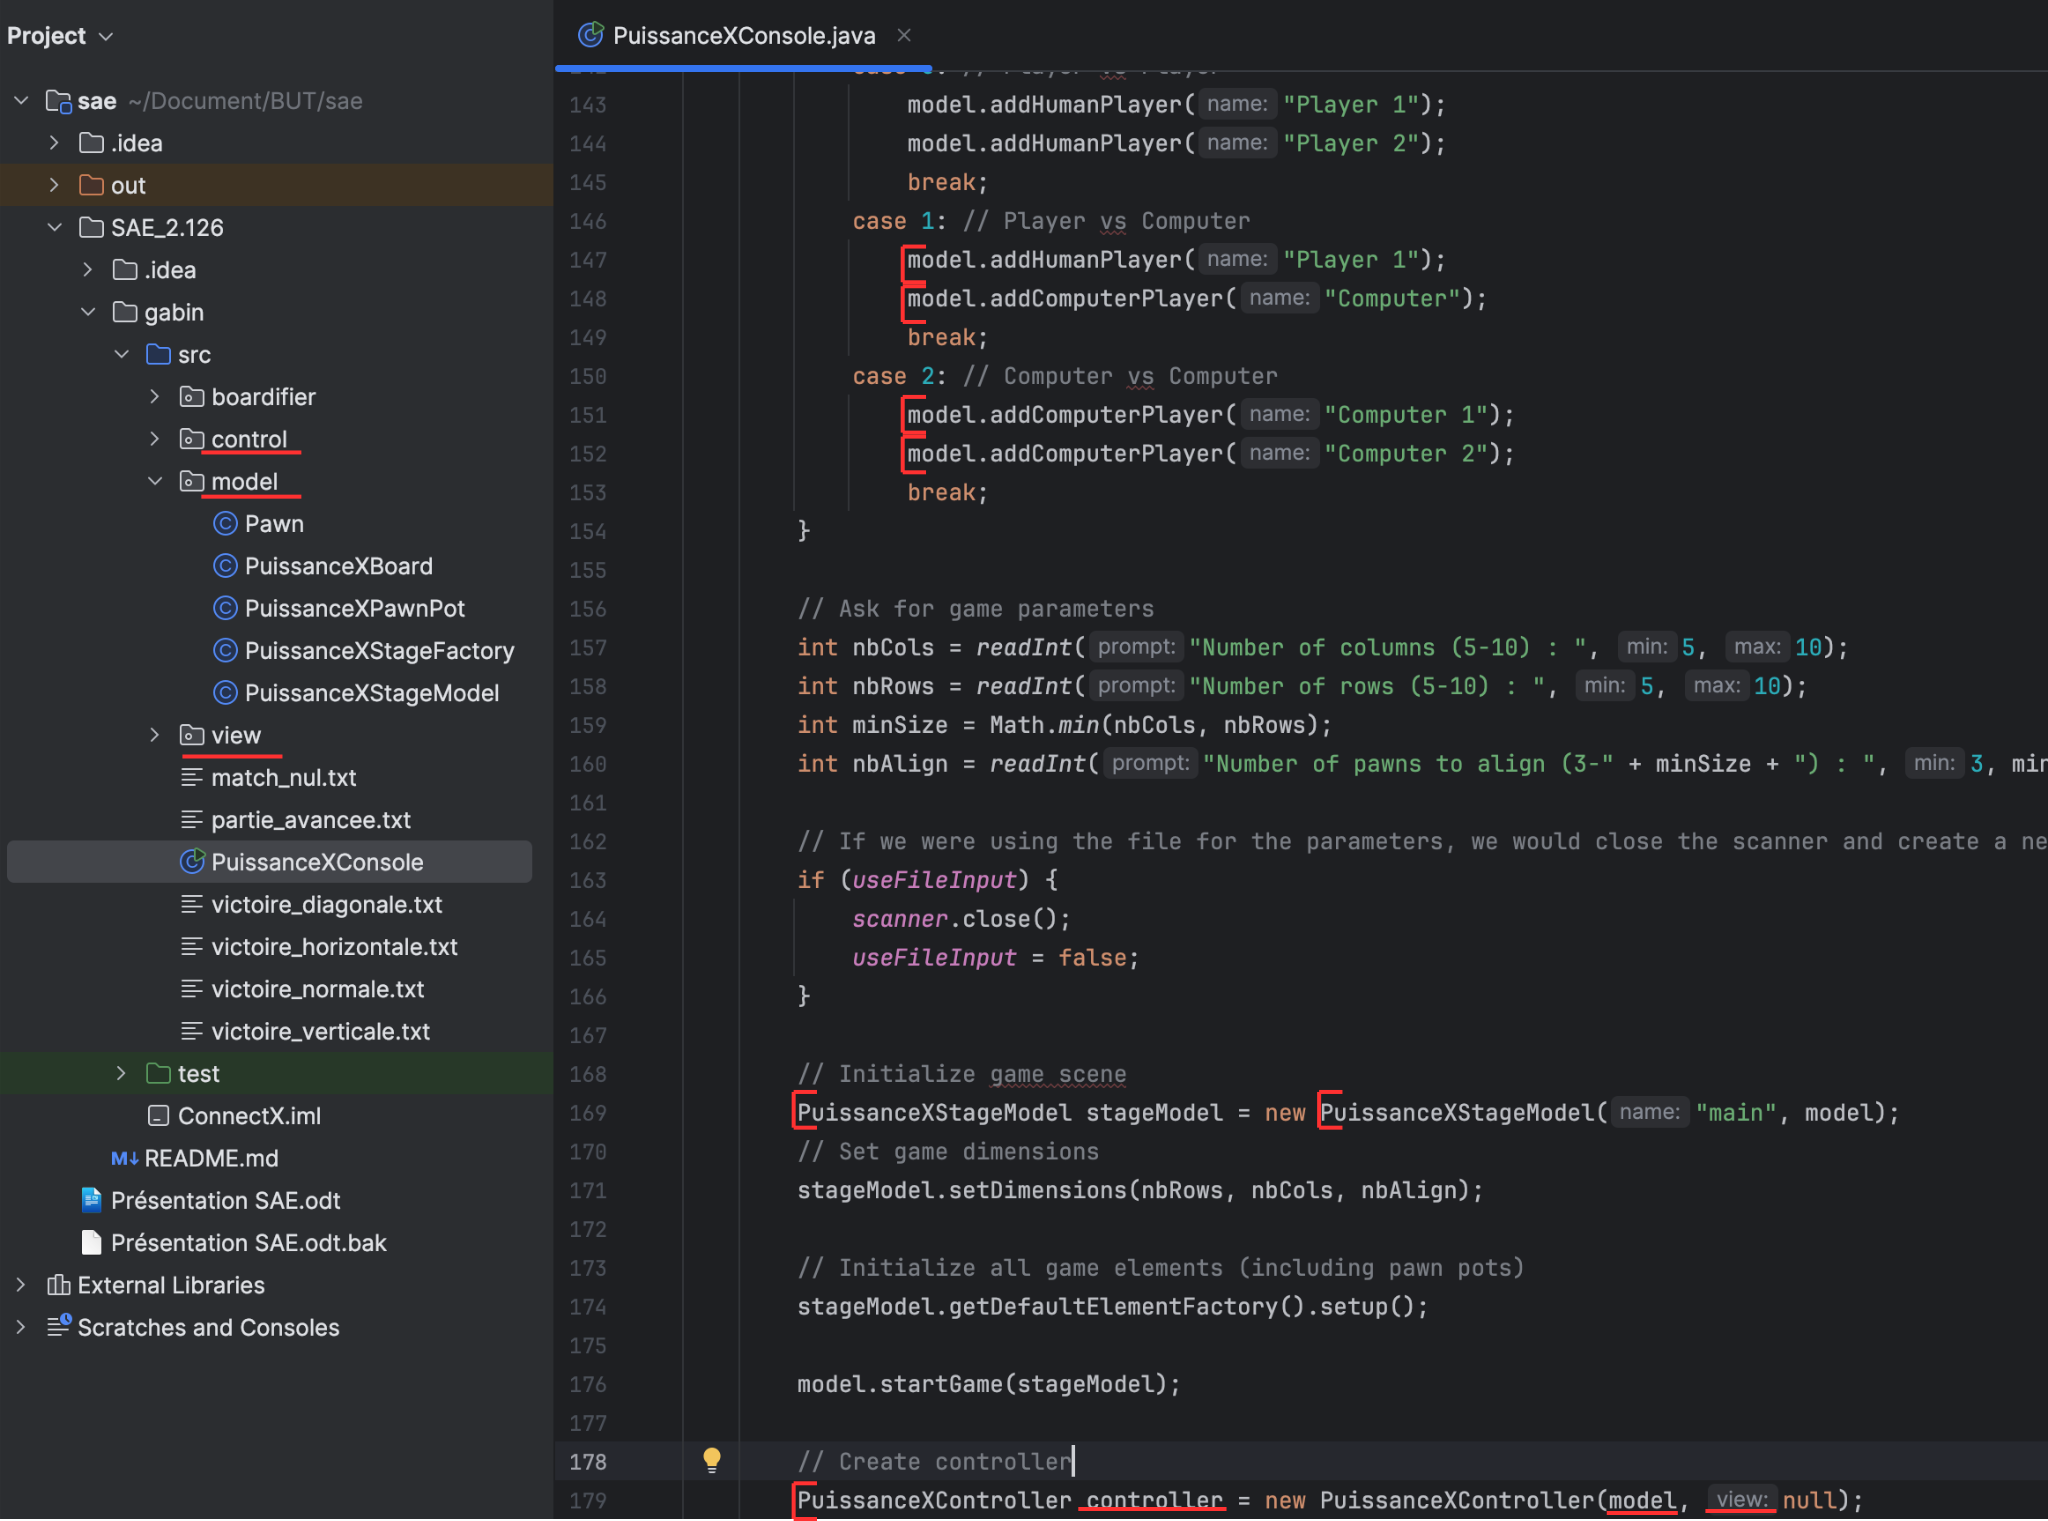 Project
sae ~/Document/BUT/sae
.idea
out
SAE_2.126
.idea
gabin
src
boardifier
control
model
Pawn
PuissanceXBoard
PuissanceXPawnPot
PuissanceXStageFactory
PuissanceXStageModel
view
match_nul.txt
partie_avancee.txt
PuissanceXConsole
victoire_diagonale.txt
victoire_horizontale.txt
victoire_normale.txt
victoire_verticale.txt
test
ConnectX.iml
M↓ README.md
Présentation SAE.odt
Présentation SAE.odt.bak
External Libraries
Scratches and Consoles
PuissanceXConsole.java
143 model.addHumanPlayer( name: "Player 1");
144 model.addHumanPlayer( name: "Player 2");
145 break;
146 case 1: // Player vs Computer
147 model.addHumanPlayer( name: "Player 1");
148 model.addComputerPlayer( name: "Computer");
149 break;
150 case 2: // Computer vs Computer
151 model.addComputerPlayer( name: "Computer 1");
152 model.addComputerPlayer( name: "Computer 2");
153 break;
154 }
155
156 // Ask for game parameters
157 int nbCols = readInt( prompt: "Number of columns (5-10) : ", min: 5, max: 10);
158 int nbRows = readInt( prompt: "Number of rows (5-10) : ", min: 5, max: 10);
159 int minSize = Math.min(nbCols, nbRows);
160 int nbAlign = readInt( prompt: "Number of pawns to align (3-" + minSize + ") : ", min: 3, min
161
162 // If we were using the file for the parameters, we would close the scanner and create a ne
163 if (useFileInput) {
164 scanner.close();
165 useFileInput = false;
166 }
167
168 // Initialize game scene
169 PuissanceXStageModel stageModel = new PuissanceXStageModel( name: "main", model);
170 // Set game dimensions
171 stageModel.setDimensions(nbRows, nbCols, nbAlign);
172
173 // Initialize all game elements (including pawn pots)
174 stageModel.getDefaultElementFactory().setup();
175
176 model.startGame(stageModel);
177
178 // Create controller
179 PuissanceXController controller = new PuissanceXController(model, view: null);